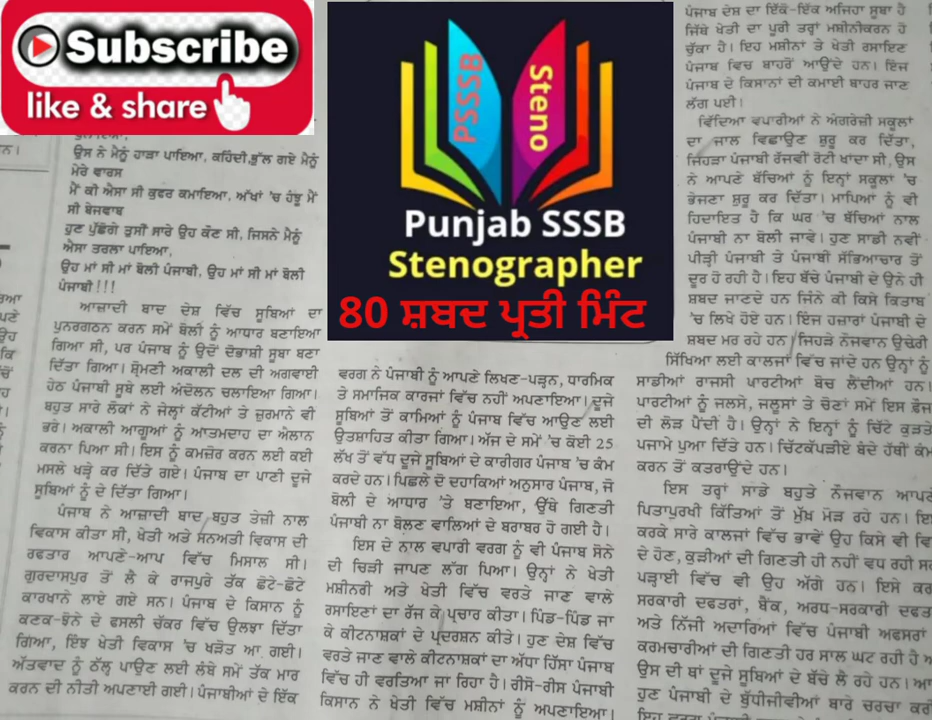 Subscribe
like & share
PSSSB
Steno
Punjab SSSB
Stenographer
80 ਸ਼ਬਦ ਪ੍ਰਤੀ ਮਿੰਟ
ਉਸ ਨੇ ਮੈਨੂੰ ਹਾੜਾ ਪਾਇਆ, ਕਹਿੰਦੀ ਭੁੱਲ ਗਏ ਮੈਨੂੰ
ਮੇਰੇ ਵਾਰਸ
ਮੈਂ ਕੀ ਐਸਾ ਸੀ ਕੁਫਰ ਕਮਾਇਆ, ਅੱਖਾਂ 'ਚ ਹੰਝੂ ਮੈਂ
ਸੀ ਬੇਜਵਾਬ
ਹੁਣ ਪੁੱਛੋਗੇ ਤੁਸੀਂ ਸਾਰੇ ਉਹ ਕੌਣ ਸੀ, ਜਿਸਨੇ ਮੈਨੂੰ
ਐਸਾ ਤਰਲਾ ਪਾਇਆ,
ਉਹ ਮਾਂ ਸੀ ਮਾਂ ਬੋਲੀ ਪੰਜਾਬੀ, ਉਹ ਮਾਂ ਸੀ ਮਾਂ ਬੋਲੀ
ਪੰਜਾਬੀ !!!
ਆਜ਼ਾਦੀ ਬਾਦ ਦੇਸ਼ ਵਿੱਚ ਸੂਬਿਆਂ ਦਾ
ਪੁਨਰਗਠਨ ਕਰਨ ਸਮੇਂ ਬੋਲੀ ਨੂੰ ਆਧਾਰ ਬਣਾਇਆ
ਗਿਆ ਸੀ, ਪਰ ਪੰਜਾਬ ਨੂੰ ਉਦੋਂ ਦੋਭਾਸ਼ੀ ਸੂਬਾ ਬਣਾ
ਦਿੱਤਾ ਗਿਆ। ਸ਼੍ਰੋਮਣੀ ਅਕਾਲੀ ਦਲ ਦੀ ਅਗਵਾਈ
ਹੇਠ ਪੰਜਾਬੀ ਸੂਬੇ ਲਈ ਅੰਦੋਲਨ ਚਲਾਇਆ ਗਿਆ।
ਬਹੁਤ ਸਾਰੇ ਲੋਕਾਂ ਨੇ ਜੇਲ੍ਹਾਂ ਕੱਟੀਆਂ ਤੇ ਜ਼ੁਰਮਾਨੇ ਵੀ
ਭਰੇ। ਅਕਾਲੀ ਆਗੂਆਂ ਨੂੰ ਆਤਮਦਾਹ ਦਾ ਐਲਾਨ
ਕਰਨਾ ਪਿਆ ਸੀ। ਇਸ ਨੂੰ ਕਮਜ਼ੋਰ ਕਰਨ ਲਈ ਕਈ
ਮਸਲੇ ਖੜ੍ਹੇ ਕਰ ਦਿੱਤੇ ਗਏ। ਪੰਜਾਬ ਦਾ ਪਾਣੀ ਦੂਜੇ
ਸੂਬਿਆਂ ਨੂੰ ਦੇ ਦਿੱਤਾ ਗਿਆ।
ਪੰਜਾਬ ਨੇ ਆਜ਼ਾਦੀ ਬਾਦ ਬਹੁਤ ਤੇਜ਼ੀ ਨਾਲ
ਵਿਕਾਸ ਕੀਤਾ ਸੀ, ਖੇਤੀ ਅਤੇ ਸਨਅਤੀ ਵਿਕਾਸ ਦੀ
ਰਫਤਾਰ ਆਪਣੇ-ਆਪ ਵਿੱਚ ਮਿਸਾਲ ਸੀ।
ਗੁਰਦਾਸਪੁਰ ਤੋਂ ਲੈ ਕੇ ਰਾਜਪੁਰੇ ਤੱਕ ਛੋਟੇ-ਛੋਟੇ
ਕਾਰਖਾਨੇ ਲਾਏ ਗਏ ਸਨ। ਪੰਜਾਬ ਦੇ ਕਿਸਾਨ ਨੂੰ
ਕਣਕ-ਝੋਨੇ ਦੇ ਫਸਲੀ ਚੱਕਰ ਵਿੱਚ ਉਲਝਾ ਦਿੱਤਾ
ਗਿਆ, ਇੰਝ ਖੇਤੀ ਵਿਕਾਸ 'ਚ ਖੜੋਤ ਆ ਗਈ।
ਅੱਤਵਾਦ ਨੂੰ ਠੱਲ੍ਹ ਪਾਉਣ ਲਈ ਲੰਬੇ ਸਮੇਂ ਤੱਕ ਮਾਰ
ਕਰਨ ਦੀ ਨੀਤੀ ਅਪਣਾਈ ਗਈ। ਪੰਜਾਬੀਆਂ ਦੇ ਇੱਕ
ਵਰਗ ਨੇ ਪੰਜਾਬੀ ਨੂੰ ਆਪਣੇ ਲਿਖਣ-ਪੜ੍ਹਨ, ਧਾਰਮਿਕ
ਤੇ ਸਮਾਜਿਕ ਕਾਰਜਾਂ ਵਿੱਚ ਨਹੀਂ ਅਪਣਾਇਆ। ਦੂਜੇ
ਸੂਬਿਆਂ ਤੋਂ ਕਾਮਿਆਂ ਨੂੰ ਪੰਜਾਬ ਵਿੱਚ ਆਉਣ ਲਈ
ਉਤਸ਼ਾਹਿਤ ਕੀਤਾ ਗਿਆ। ਅੱਜ ਦੇ ਸਮੇਂ 'ਚ ਕੋਈ 25
ਲੱਖ ਤੋਂ ਵੱਧ ਦੂਜੇ ਸੂਬਿਆਂ ਦੇ ਕਾਰੀਗਰ ਪੰਜਾਬ 'ਚ ਕੰਮ
ਕਰਦੇ ਹਨ। ਪਿਛਲੇ ਦੋ ਦਹਾਕਿਆਂ ਅਨੁਸਾਰ ਪੰਜਾਬ, ਜੋ
ਬੋਲੀ ਦੇ ਆਧਾਰ 'ਤੇ ਬਣਾਇਆ, ਉੱਥੇ ਗਿਣਤੀ
ਪੰਜਾਬੀ ਨਾ ਬੋਲਣ ਵਾਲਿਆਂ ਦੇ ਬਰਾਬਰ ਹੋ ਗਈ ਹੈ।
ਇਸ ਦੇ ਨਾਲ ਵਪਾਰੀ ਵਰਗ ਨੂੰ ਵੀ ਪੰਜਾਬ ਸੋਨੇ
ਦੀ ਚਿੜੀ ਜਾਪਣ ਲੱਗ ਪਿਆ। ਉਨ੍ਹਾਂ ਨੇ ਖੇਤੀ
ਮਸ਼ੀਨਰੀ ਅਤੇ ਖੇਤੀ ਵਿੱਚ ਵਰਤੇ ਜਾਣ ਵਾਲੇ
ਰਸਾਇਣਾਂ ਦਾ ਰੱਜ ਕੇ ਪ੍ਰਚਾਰ ਕੀਤਾ। ਪਿੰਡ-ਪਿੰਡ ਜਾ
ਕੇ ਕੀਟਨਾਸ਼ਕਾਂ ਦੇ ਪ੍ਰਦਰਸ਼ਨ ਕੀਤੇ। ਹੁਣ ਦੇਸ਼ ਵਿੱਚ
ਵਰਤੇ ਜਾਣ ਵਾਲੇ ਕੀਟਨਾਸ਼ਕਾਂ ਦਾ ਅੱਧਾ ਹਿੱਸਾ ਪੰਜਾਬ
ਵਿੱਚ ਹੀ ਵਰਤਿਆ ਜਾ ਰਿਹਾ ਹੈ। ਰੀਸੋ-ਰੀਸ ਪੰਜਾਬੀ
ਕਿਸਾਨ ਨੇ ਖੇਤੀ ਵਿੱਚ ਮਸ਼ੀਨਾਂ ਨੂੰ ਅਪਣਾਇਆ।
ਪੰਜਾਬ ਦੇਸ਼ ਦਾ ਇੱਕੋ-ਇੱਕ ਅਜਿਹਾ ਸੂਬਾ ਹੈ
ਜਿੱਥੇ ਖੇਤੀ ਦਾ ਪੂਰੀ ਤਰ੍ਹਾਂ ਮਸ਼ੀਨੀਕਰਨ ਹੋ
ਚੁੱਕਾ ਹੈ। ਇਹ ਮਸ਼ੀਨਾਂ ਤੇ ਖੇਤੀ ਰਸਾਇਣ
ਪੰਜਾਬ ਵਿਚ ਬਾਹਰੋਂ ਆਉਂਦੇ ਹਨ। ਇੰਜ
ਪੰਜਾਬ ਦੇ ਕਿਸਾਨਾਂ ਦੀ ਕਮਾਈ ਬਾਹਰ ਜਾਣ
ਲੱਗ ਪਈ।
ਵਿੱਦਿਆ ਵਪਾਰੀਆਂ ਨੇ ਅੰਗਰੇਜ਼ੀ ਸਕੂਲਾਂ
ਦਾ ਜਾਲ ਵਿਛਾਉਣ ਸ਼ੁਰੂ ਕਰ ਦਿੱਤਾ,
ਜਿਹੜਾ ਪੰਜਾਬੀ ਰੱਜਵੀਂ ਰੋਟੀ ਖਾਂਦਾ ਸੀ, ਉਸ
ਨੇ ਆਪਣੇ ਬੱਚਿਆਂ ਨੂੰ ਇਨ੍ਹਾਂ ਸਕੂਲਾਂ 'ਚ
ਭੇਜਣਾ ਸ਼ੁਰੂ ਕਰ ਦਿੱਤਾ। ਮਾਪਿਆਂ ਨੂੰ ਵੀ
ਹਿਦਾਇਤ ਹੈ ਕਿ ਘਰ 'ਚ ਬੱਚਿਆਂ ਨਾਲ
ਪੰਜਾਬੀ ਨਾ ਬੋਲੀ ਜਾਵੇ। ਹੁਣ ਸਾਡੀ ਨਵੀਂ
ਪੀੜ੍ਹੀ ਪੰਜਾਬੀ ਤੇ ਪੰਜਾਬੀ ਸੱਭਿਆਚਾਰ ਤੋਂ
ਦੂਰ ਹੋ ਰਹੀ ਹੈ। ਇਹ ਬੱਚੇ ਪੰਜਾਬੀ ਦੇ ਉਨੇ ਹੀ
ਸ਼ਬਦ ਜਾਣਦੇ ਹਨ ਜਿੰਨੇ ਕੀ ਕਿਸੇ ਕਿਤਾਬ
'ਚ ਲਿਖੇ ਹੋਏ ਹਨ। ਇੰਜ ਹਜ਼ਾਰਾਂ ਪੰਜਾਬੀ ਦੇ
ਸ਼ਬਦ ਮਰ ਰਹੇ ਹਨ। ਜਿਹੜੇ ਨੌਜਵਾਨ ਉਚੇਰੀ
ਸਿੱਖਿਆ ਲਈ ਕਾਲਜਾਂ ਵਿੱਚ ਜਾਂਦੇ ਹਨ ਉਨ੍ਹਾਂ ਨੂੰ
ਸਾਡੀਆਂ ਰਾਜਸੀ ਪਾਰਟੀਆਂ ਬੋਚ ਲੈਂਦੀਆਂ ਹਨ।
ਪਾਰਟੀਆਂ ਨੂੰ ਜਲਸੇ, ਜਲੂਸਾਂ ਤੇ ਚੋਣਾਂ ਸਮੇਂ ਇਸ ਫ਼ੌਜ
ਦੀ ਲੋੜ ਪੈਂਦੀ ਹੈ। ਉਨ੍ਹਾਂ ਨੇ ਇਨ੍ਹਾਂ ਨੂੰ ਚਿੱਟੇ ਕੁੜਤੇ
ਪਜਾਮੇ ਪੁਆ ਦਿੱਤੇ ਹਨ। ਚਿੱਟਕੱਪੜੀਏ ਬੰਦੇ ਹੱਥੀਂ ਕੰਮ
ਕਰਨ ਤੋਂ ਕਤਰਾਉਂਦੇ ਹਨ।
ਇਸ ਤਰ੍ਹਾਂ ਸਾਡੇ ਬਹੁਤੇ ਨੌਜਵਾਨ ਆਪਣੇ
ਪਿਤਾਪੁਰਖੀ ਕਿੱਤਿਆਂ ਤੋਂ ਮੁੱਖ ਮੋੜ ਰਹੇ ਹਨ।
ਕਰਕੇ ਸਾਰੇ ਕਾਲਜਾਂ ਵਿੱਚ ਭਾਵੇਂ ਉਹ ਕਿਸੇ ਵੀ
ਦੇ ਹੋਣ, ਕੁੜੀਆਂ ਦੀ ਗਿਣਤੀ ਹੀ ਨਹੀਂ ਵਧ ਰਹੀ
ਪੜ੍ਹਾਈ ਵਿੱਚ ਵੀ ਉਹ ਅੱਗੇ ਹਨ। ਇਸੇ
ਸਰਕਾਰੀ ਦਫਤਰਾਂ, ਬੈਂਕ, ਅਰਧ-ਸਰਕਾਰੀ
ਅਤੇ ਨਿੱਜੀ ਅਦਾਰਿਆਂ ਵਿੱਚ ਪੰਜਾਬੀ ਅਫਸਰਾਂ
ਕਰਮਚਾਰੀਆਂ ਦੀ ਗਿਣਤੀ ਹਰ ਸਾਲ ਘਟ ਰਹੀ ਹੈ
ਉਸ ਦੀ ਥਾਂ ਦੂਜੇ ਸੂਬਿਆਂ ਦੇ ਬੱਚੇ ਲੈ ਰਹੇ ਹਨ।
ਹੁਣ ਪੰਜਾਬੀ ਦੇ ਬੁੱਧੀਜੀਵੀਆਂ ਬਾਰੇ ਚਰਚਾ